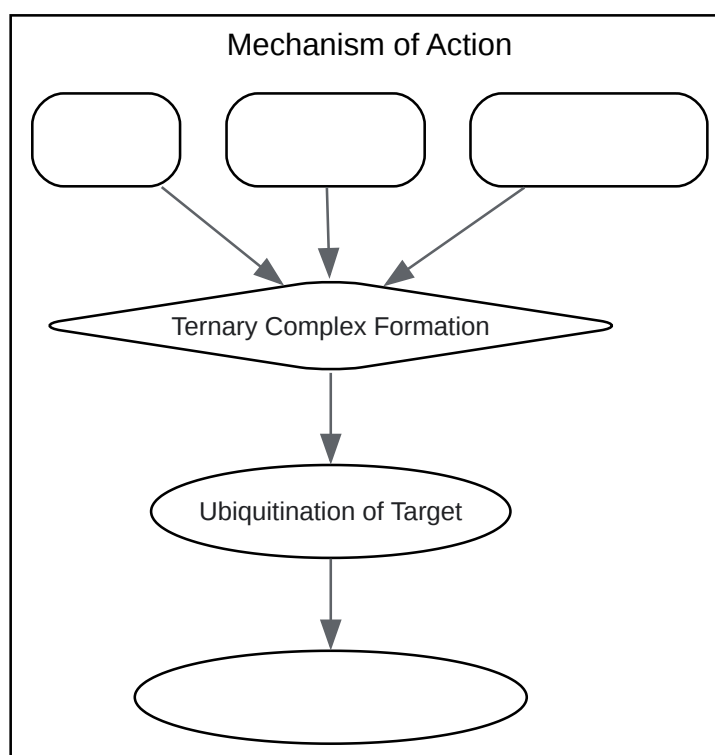 Mechanism of Action
Ternary Complex Formation
Ubiquitination of Target